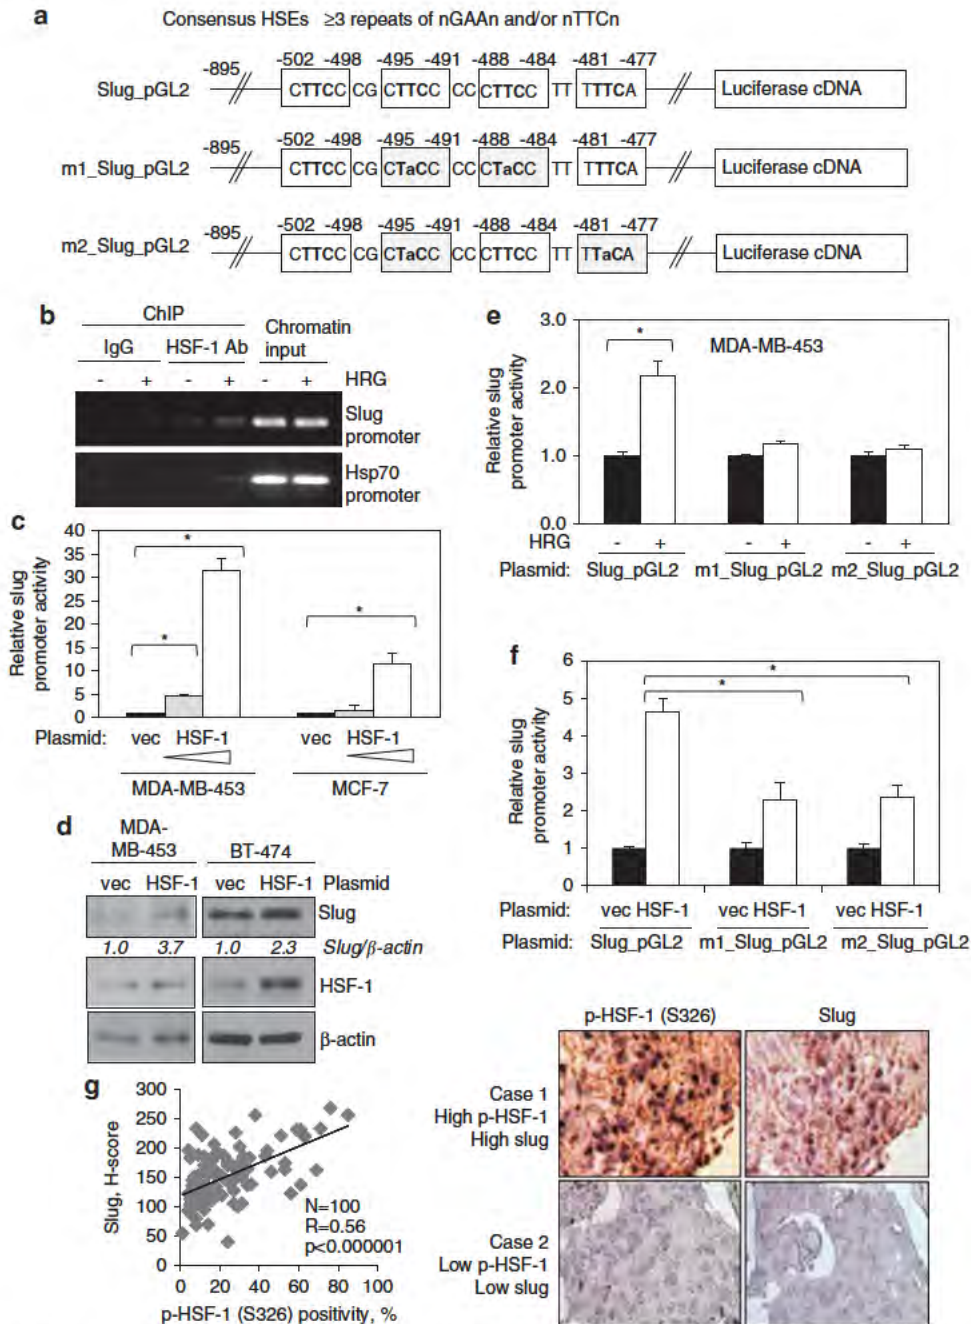 a
Consensus HSEs ≥3 repeats of nGAAn and/or nTTCn
-502 -498 -495 -491 -488 -484 -481 -477
-895
Slug_pGL2 CTTCC CG CTTCC CC CTTCC TT TTTCA Luciferase cDNA
-502 -498 -495 -491 -488 -484 -481 -477
-895
m1_Slug_pGL2 CTTCC CG CTaCC CC CTaCC TT TTTCA Luciferase cDNA
-502 -498 -495 -491 -488 -484 -481 -477
-895
m2_Slug_pGL2 CTTCC CG CTaCC CC CTTCC TT TTaCA Luciferase cDNA
b
ChIP
IgG HSF-1 Ab Chromatin input
- + - + - + HRG
Slug promoter
Hsp70 promoter
c
Relative slug promoter activity
40
35
30
25
20
15
10
5
0
* * *
Plasmid: vec HSF-1 vec HSF-1
MDA-MB-453 MCF-7
d
MDA-MB-453 BT-474
vec HSF-1 vec HSF-1 Plasmid
Slug
1.0 3.7 1.0 2.3 Slug/β-actin
HSF-1
β-actin
e
Relative slug promoter activity
3.0
2.0
1.0
0.0
*
MDA-MB-453
HRG - + - + - +
Plasmid: Slug_pGL2 m1_Slug_pGL2 m2_Slug_pGL2
f
Relative slug promoter activity
6
5
4
3
2
1
0
* *
Plasmid: vec HSF-1 vec HSF-1 vec HSF-1
Plasmid: Slug_pGL2 m1_Slug_pGL2 m2_Slug_pGL2
g
Slug, H-score
300
250
200
150
100
50
0
N=100
R=0.56
p<0.000001
0 20 40 60 80 100
p-HSF-1 (S326) positivity, %
p-HSF-1 (S326) Slug
Case 1
High p-HSF-1
High slug
Case 2
Low p-HSF-1
Low slug